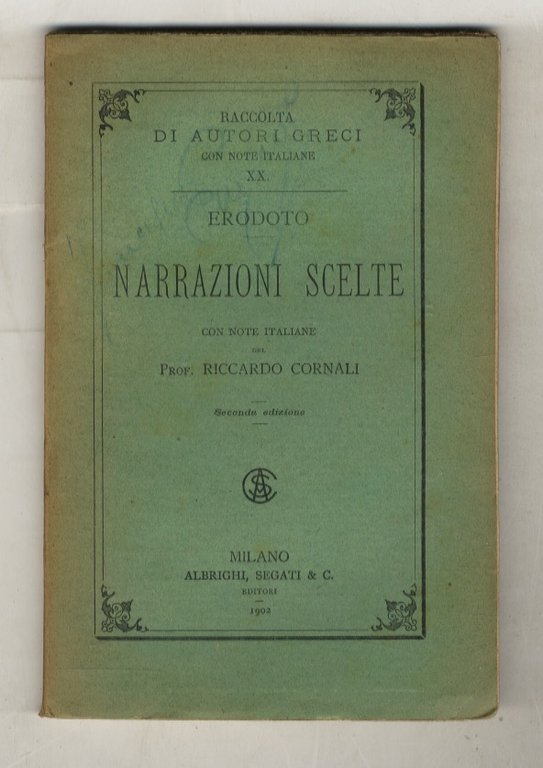 RACCOLTA
DI AUTORI GRECI
CON NOTE ITALIANE
XX.
ERODOTO
NARRAZIONI SCELTE
CON NOTE ITALIANE
DEL
PROF. RICCARDO CORNALI
Seconda edizione
MILANO
ALBRIGHI, SEGATI & C.
EDITORI
1902